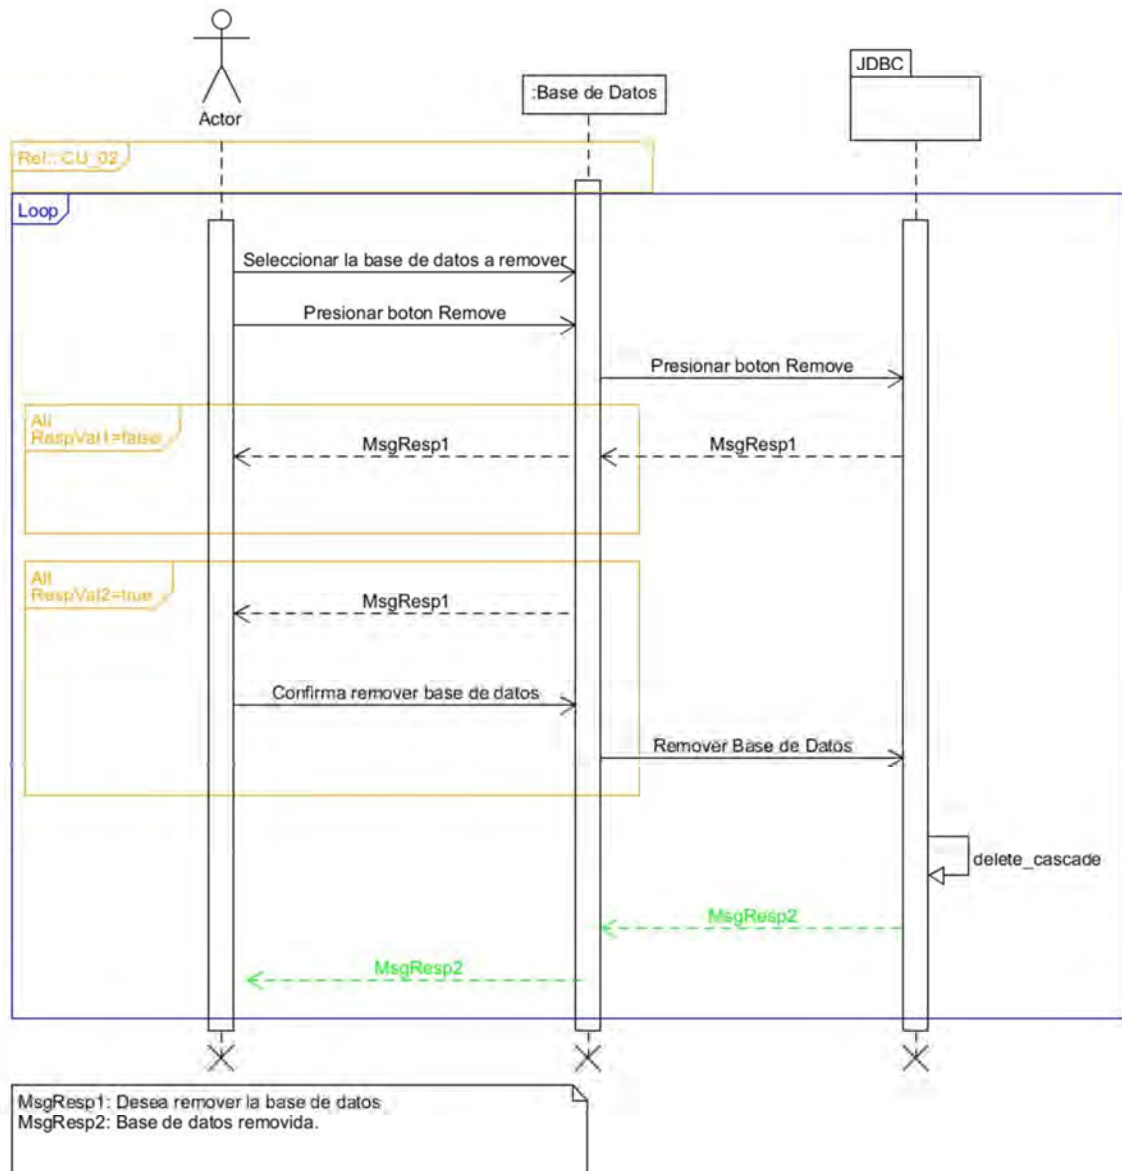 Actor
:Base de Datos
JDBC
Ref.: CU_02
Loop
Seleccionar la base de datos a remover
Presionar boton Remove
Presionar boton Remove
Alt
RespVal1=false
MsgResp1
MsgResp1
Alt
RespVal2=true
MsgResp1
Confirma remover base de datos
Remover Base de Datos
delete_cascade
MsgResp2
MsgResp2
MsgResp1: Desea remover la base de datos
MsgResp2: Base de datos removida.